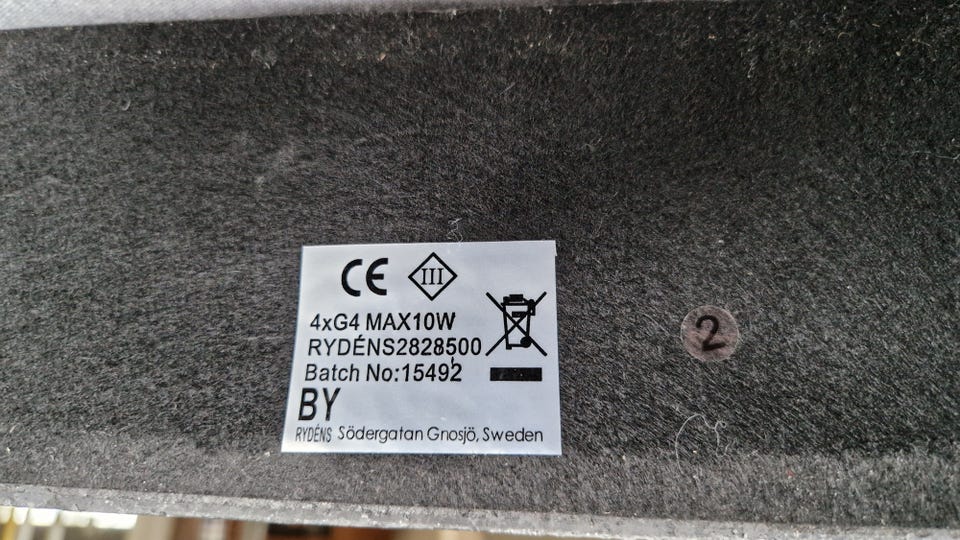 CE III
4xG4 MAX10W
RYDÉNS2828500
Batch No:15492
BY
RYDÉNS Södergatan Gnosjö, Sweden
2